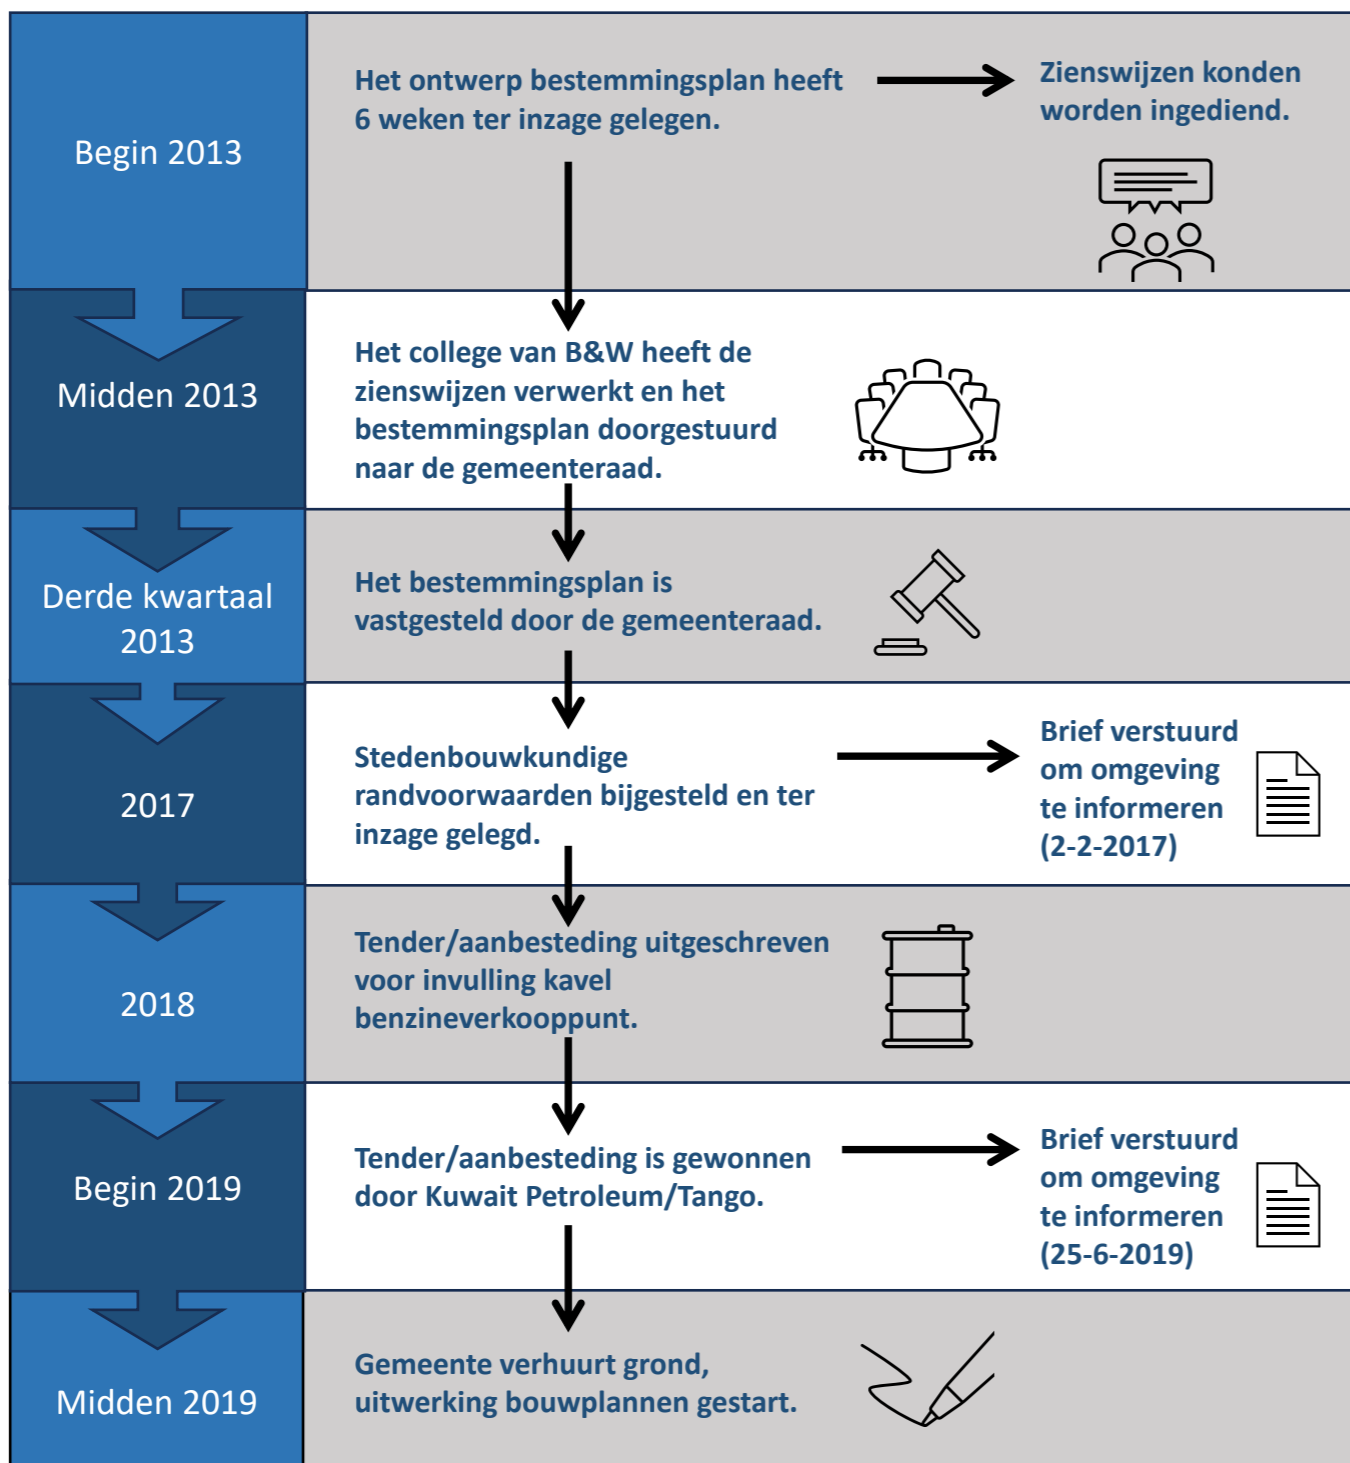 Begin 2013
Het ontwerp bestemmingsplan heeft
6 weken ter inzage gelegen.
Zienswijzen konden
worden ingediend.
Midden 2013
Het college van B&W heeft de
zienswijzen verwerkt en het
bestemmingsplan doorgestuurd
naar de gemeenteraad.
Derde kwartaal
2013
Het bestemmingsplan is
vastgesteld door de gemeenteraad.
2017
Stedenbouwkundige
randvoorwaarden bijgesteld en ter
inzage gelegd.
Brief verstuurd
om omgeving
te informeren
(2-2-2017)
2018
Tender/aanbesteding uitgeschreven
voor invulling kavel
benzineverkooppunt.
Begin 2019
Tender/aanbesteding is gewonnen
door Kuwait Petroleum/Tango.
Brief verstuurd
om omgeving
te informeren
(25-6-2019)
Midden 2019
Gemeente verhuurt grond,
uitwerking bouwplannen gestart.